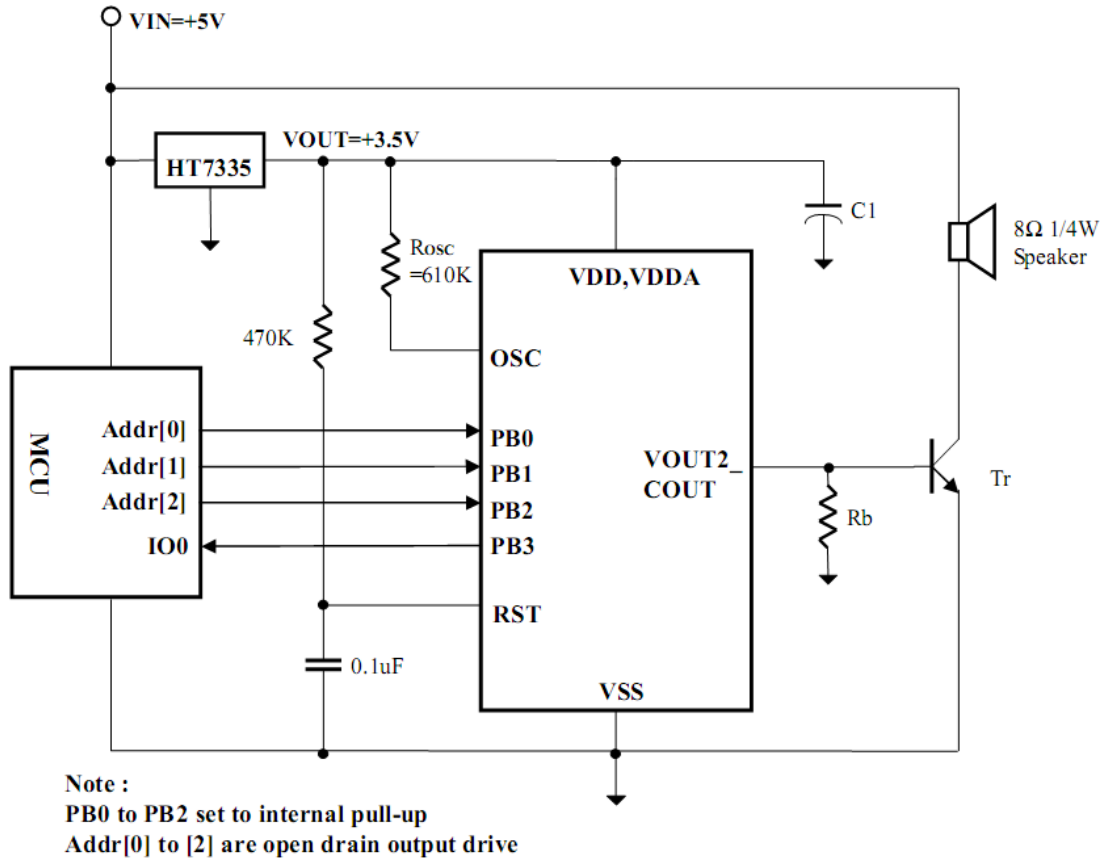 VIN=+5V
VOUT=+3.5V
HT7335
C1
8Ω 1/4W
Speaker
Rosc
=610K
VDD,VDDA
470K
OSC
MCU
Addr[0]
PB0
Addr[1]
PB1
Addr[2]
PB2
IO0
PB3
VOUT2_
COUT
Tr
Rb
RST
0.1uF
VSS
Note :
PB0 to PB2 set to internal pull-up
Addr[0] to [2] are open drain output drive